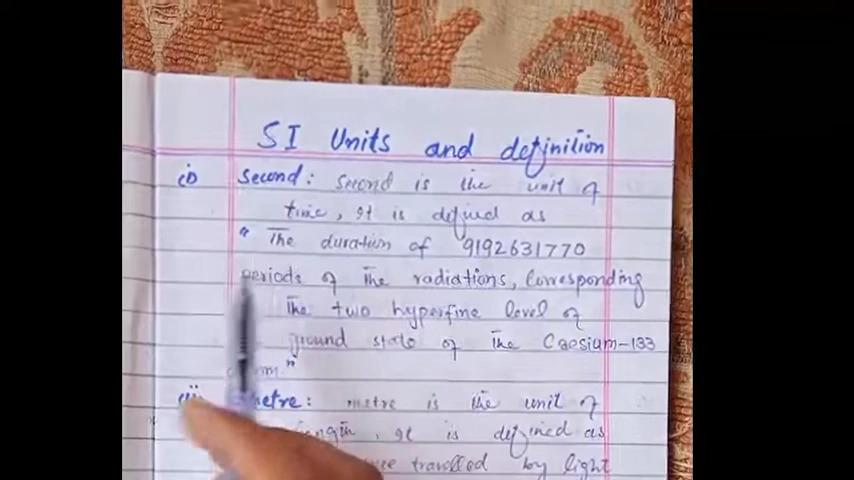 SI Units and definition
(i) Second: Second is the unit of
time, It is defined as
"The duration of 9192631770
periods of the radiations, Corresponding
The two hyperfine level of
ground state of the Caesium-133
"
(ii) metre: metre is the unit of
length, It is defined as
travelled by light